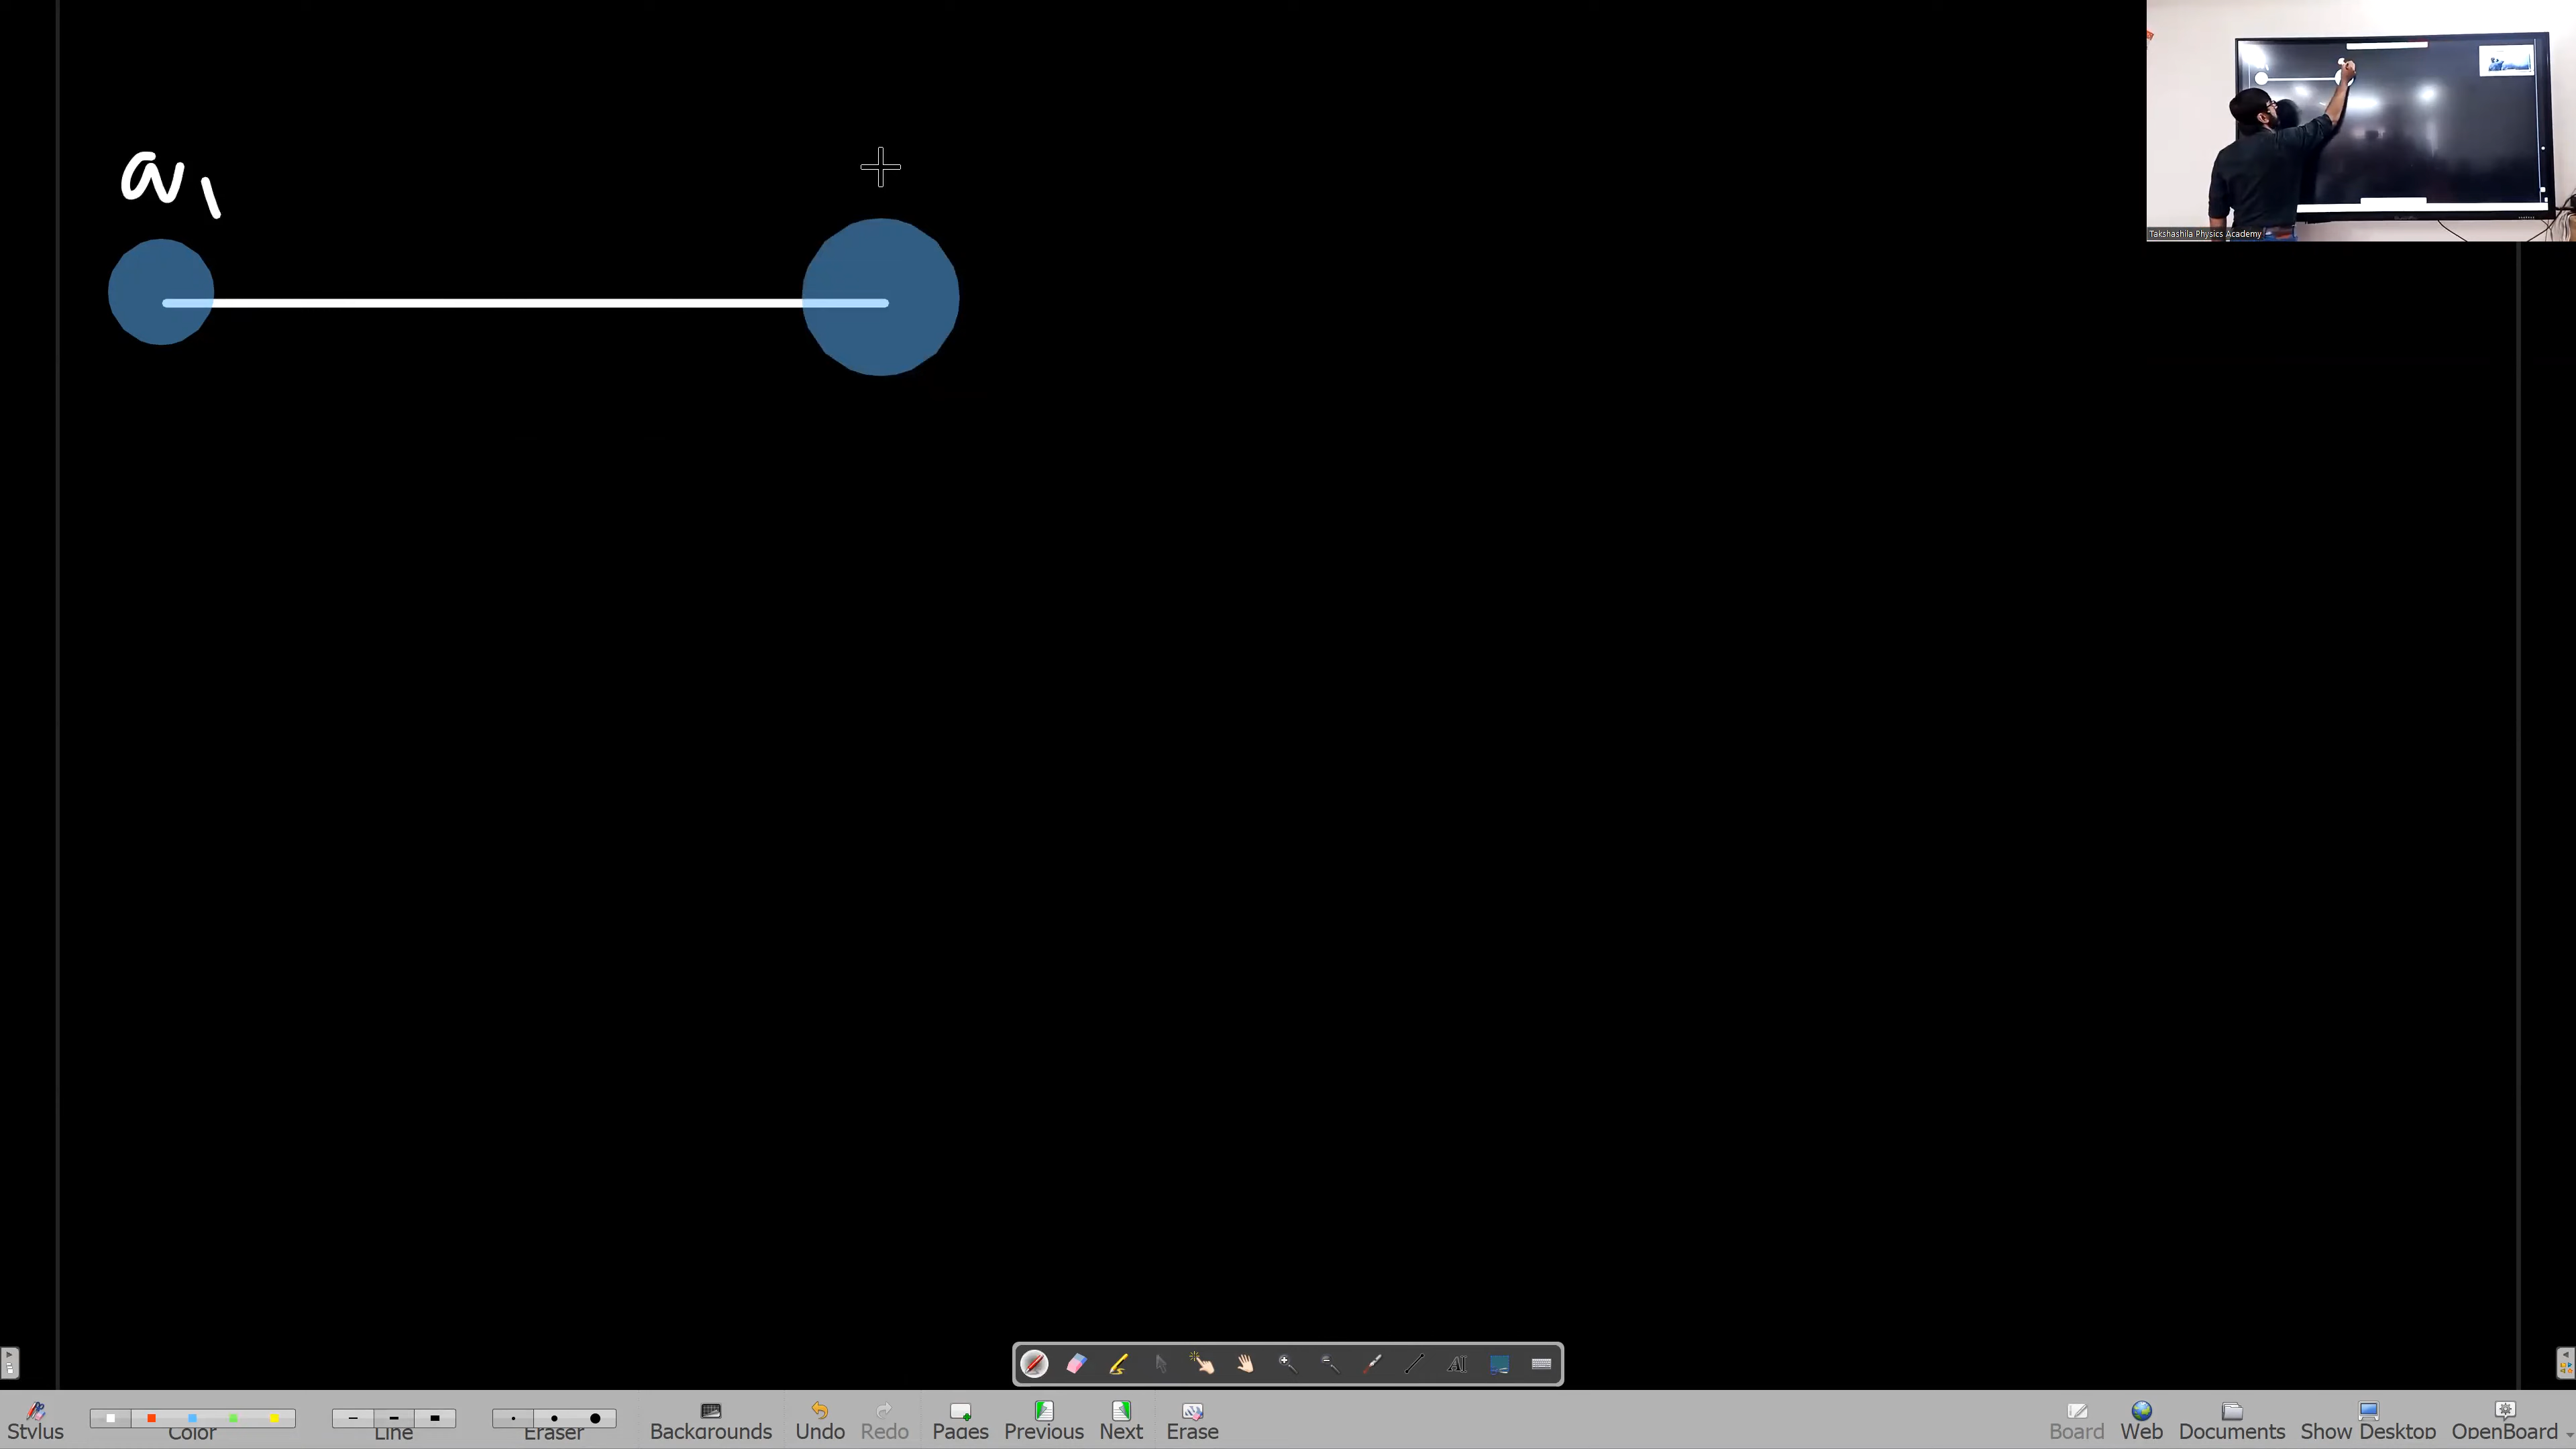 a₁
Takshashila Physics Academy
Stylus Color Line Eraser Backgrounds Undo Redo Pages Previous Next Erase Board Web Documents Show Desktop OpenBoard